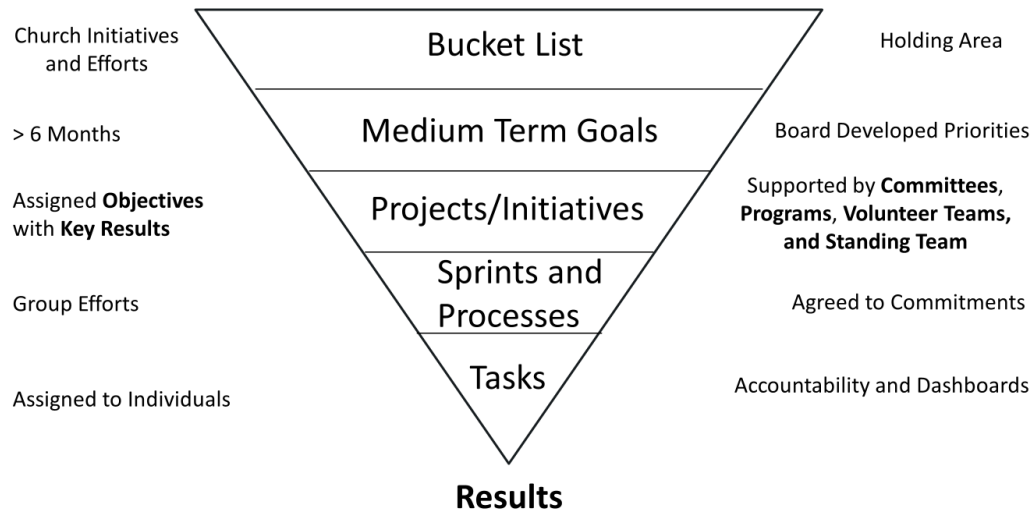 Church Initiatives
and Efforts
Bucket List
Holding Area
> 6 Months
Medium Term Goals
Board Developed Priorities
Assigned Objectives
with Key Results
Projects/Initiatives
Supported by Committees,
Programs, Volunteer Teams,
and Standing Team
Group Efforts
Sprints and
Processes
Agreed to Commitments
Assigned to Individuals
Tasks
Accountability and Dashboards
Results